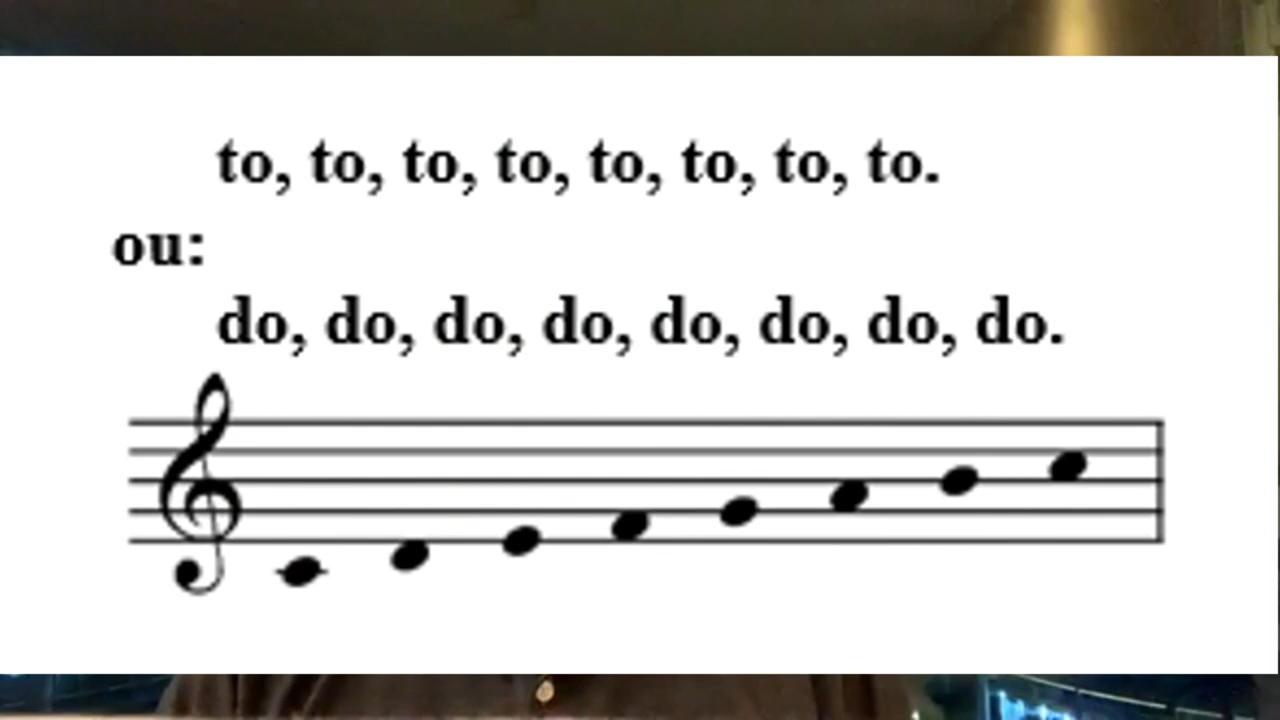 to, to, to, to, to, to, to, to.
ou:
do, do, do, do, do, do, do, do.